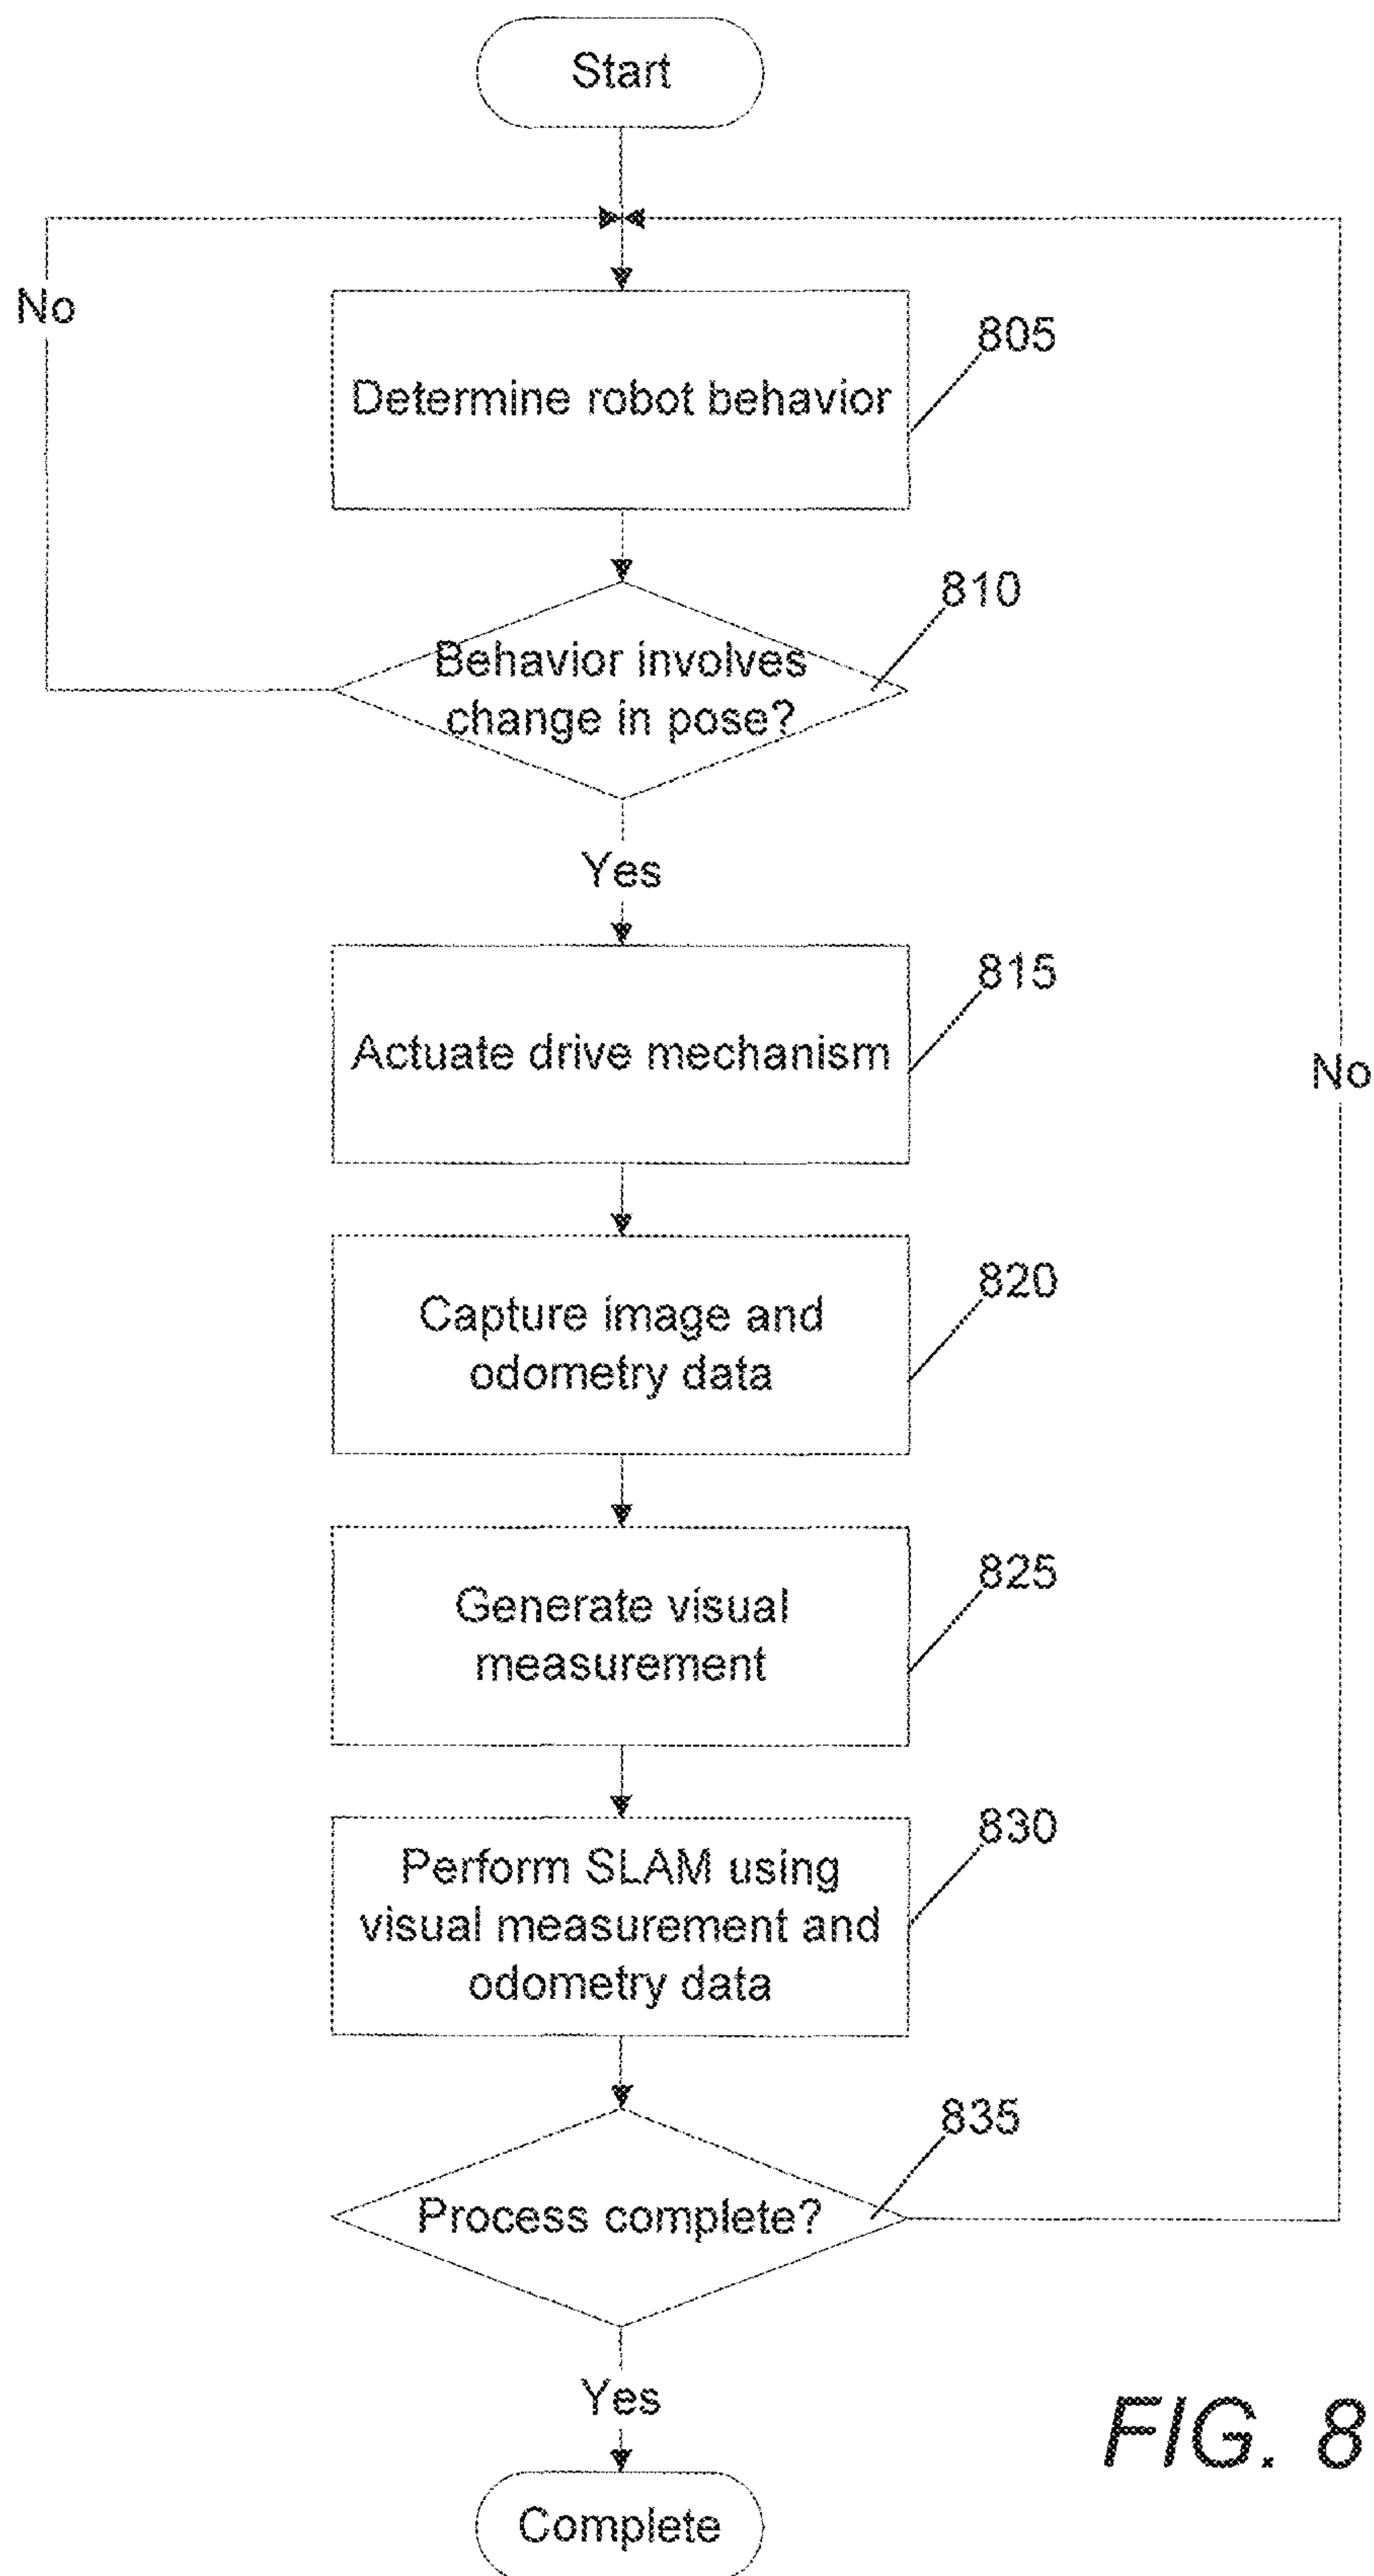 Start
No
805
Determine robot behavior
810
Behavior involves
change in pose?
Yes
815
Actuate drive mechanism
No
820
Capture image and
odometry data
825
Generate visual
measurement
830
Perform SLAM using
visual measurement and
odometry data
835
Process complete?
Yes
FIG. 8
Complete